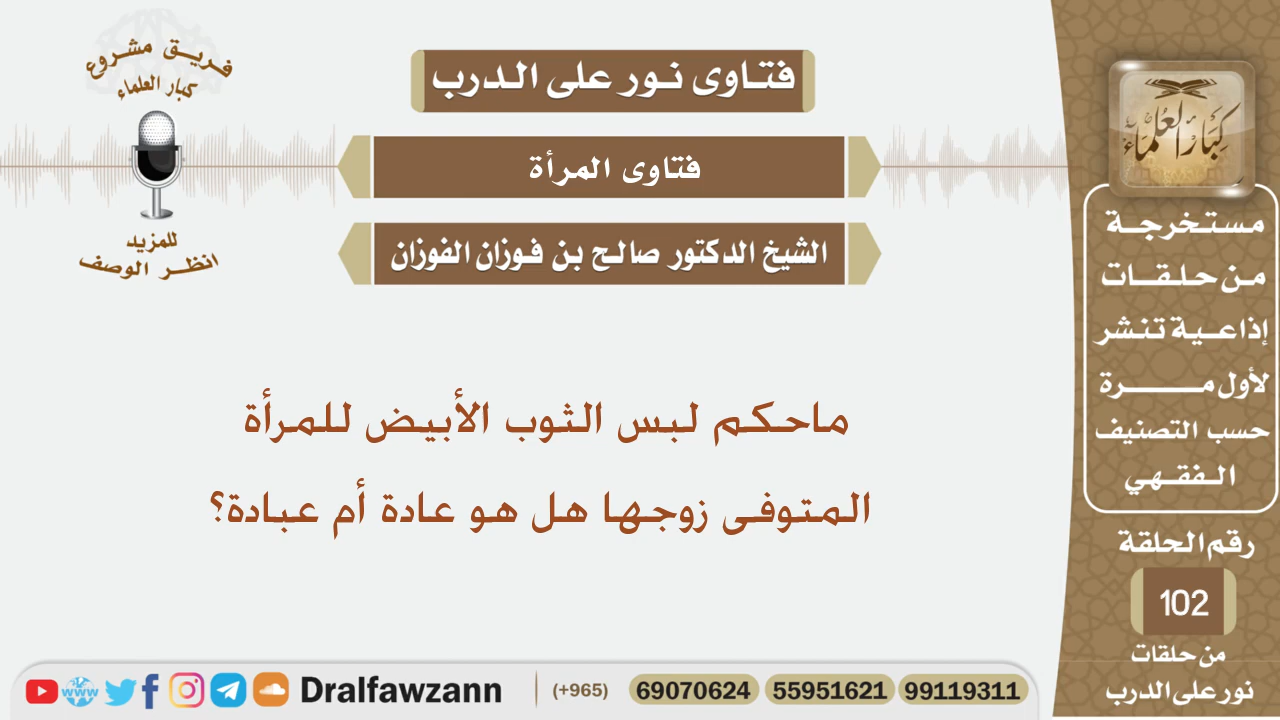 فريق مشروع
كبار العلماء
للمزيد
انظر الوصف
فتاوى نور على الدرب
فتاوى المرأة
الشيخ الدكتور صالح بن فوزان الفوزان
ماحكم لبس الثوب الأبيض للمرأة
المتوفى زوجها هل هو عادة أم عبادة؟
كبار العلماء
مستخرجة
من حلقات
إذاعية تنشر
لأول مرة
حسب التصنيف
الفقهي
رقم الحلقة
102
من حلقات
نور على الدرب
www Dralfawzann (+965) 69070624 55951621 99119311